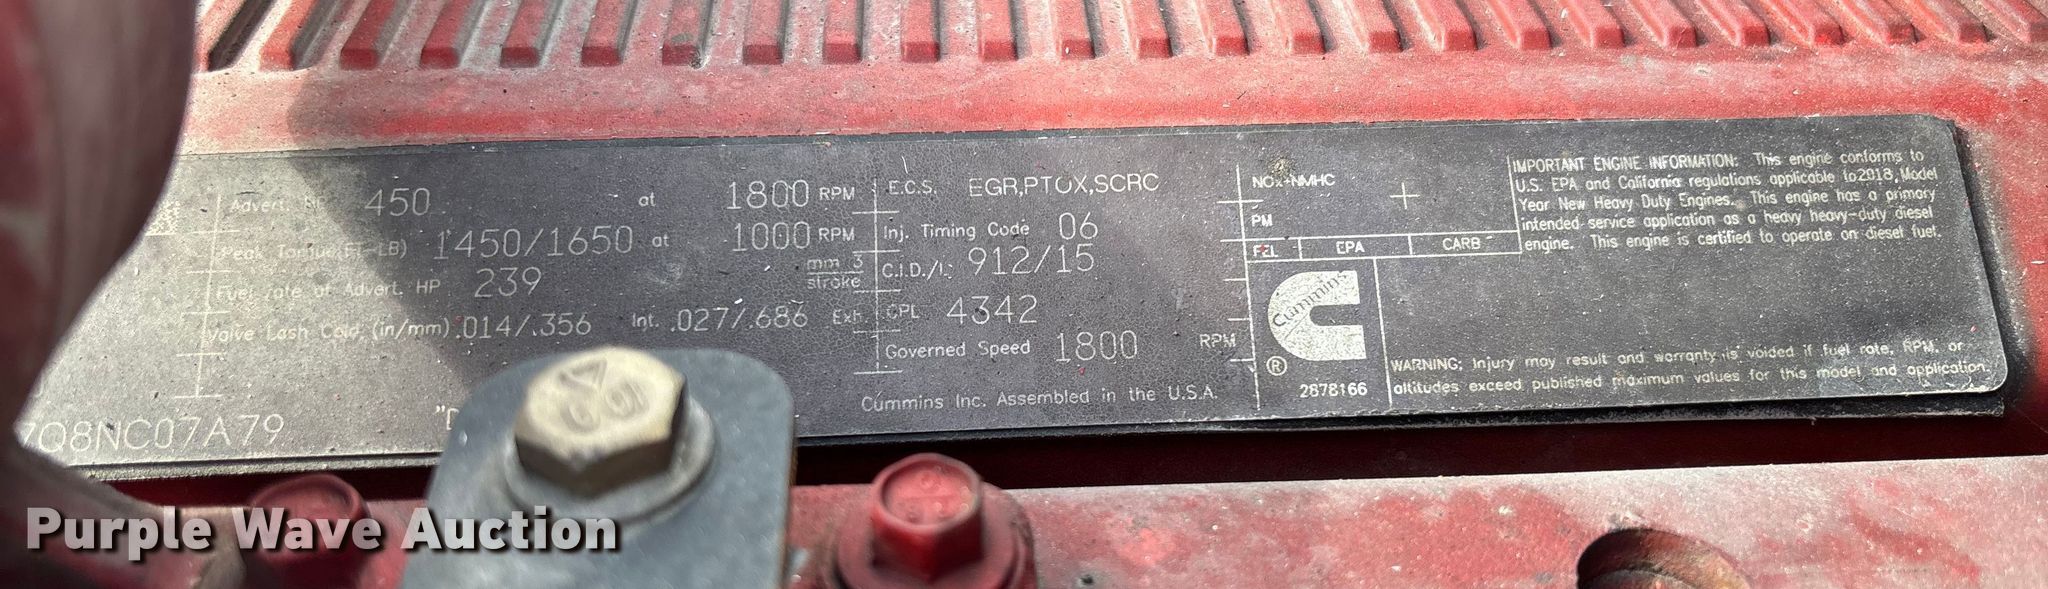 Advert. HP 450 at 1800 RPM
Peak Torque(FT-LB) 1450/1650 at 1000 RPM
Fuel rate at Advert. HP 239 mm 3 stroke
Valve Lash Cold, (in/mm) .014/.356 Int. .027/.686 Exh.
7Q8NC07A79 "D
E.C.S. EGR,PTOX,SCRC
Inj. Timing Code 06
C.I.D./L: 912/15
CPL 4342
Governed Speed 1800 RPM
Cummins Inc. Assembled in the U.S.A.
NOX+NMHC +
PM
FEL EPA CARB
Cummins
®
2878166
IMPORTANT ENGINE INFORMATION: This engine conforms to
U.S. EPA and California regulations applicable to2018, Model
Year New Heavy Duty Engines. This engine has a primary
intended service application as a heavy heavy-duty diesel
engine. This engine is certified to operate on diesel fuel.
WARNING: Injury may result and warranty is voided if fuel rate, RPM, or
altitudes exceed published maximum values for this model and application.
Purple Wave Auction